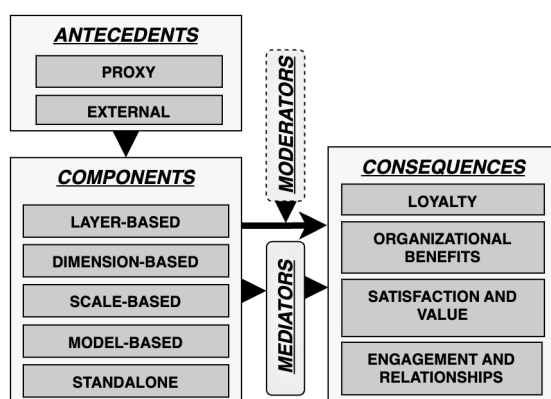 ANTECEDENTS
PROXY
EXTERNAL
COMPONENTS
LAYER-BASED
DIMENSION-BASED
SCALE-BASED
MODEL-BASED
STANDALONE
MODERATORS
MEDIATORS
CONSEQUENCES
LOYALTY
ORGANIZATIONAL
BENEFITS
SATISFACTION AND
VALUE
ENGAGEMENT AND
RELATIONSHIPS